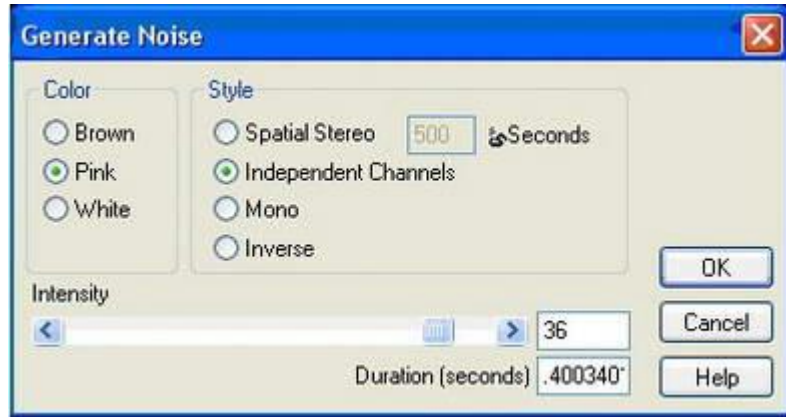 Generate Noise
Color
Brown
Pink
White
Style
Spatial Stereo 500 Seconds
Independent Channels
Mono
Inverse
Intensity
36
Duration (seconds) .400340
OK
Cancel
Help